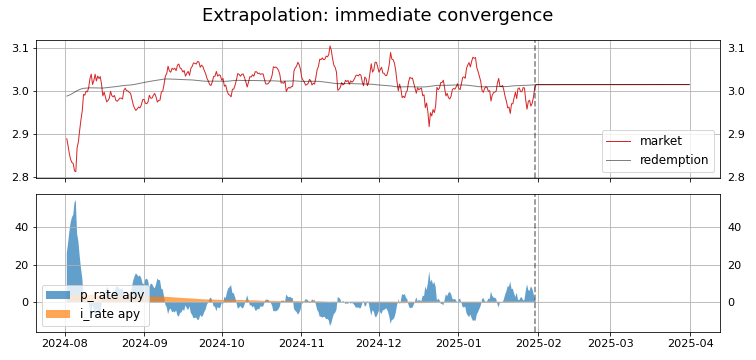 Extrapolation: immediate convergence
3.1 3.1
3.0 3.0
2.9 2.9
2.8 2.8
market
redemption
40 40
20 20
0 0
p_rate apy
i_rate apy
2024-08 2024-09 2024-10 2024-11 2024-12 2025-01 2025-02 2025-03 2025-04